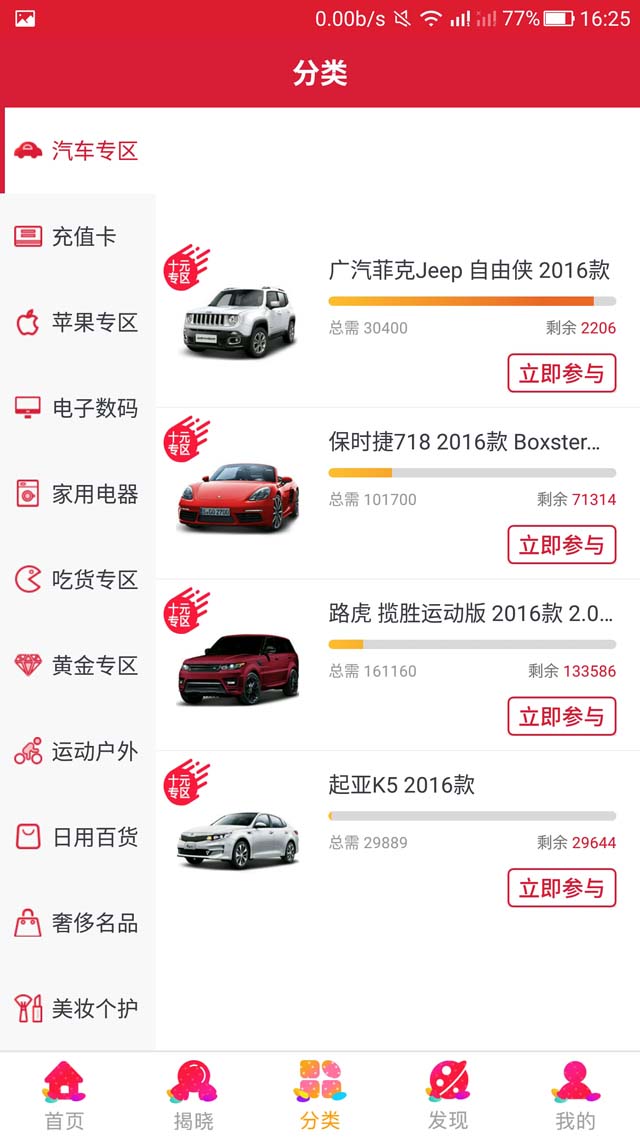 0.00b/s 77% 16:25
分类
汽车专区
充值卡
苹果专区
电子数码
家用电器
吃货专区
黄金专区
运动户外
日用百货
奢侈名品
美妆个护
十元
专区
广汽菲克Jeep 自由侠 2016款
总需 30400 剩余 2206
立即参与
十元
专区
保时捷718 2016款 Boxster...
总需 101700 剩余 71314
立即参与
十元
专区
路虎 揽胜运动版 2016款 2.0...
总需 161160 剩余 133586
立即参与
十元
专区
起亚K5 2016款
总需 29889 剩余 29644
立即参与
首页 揭晓 分类 发现 我的